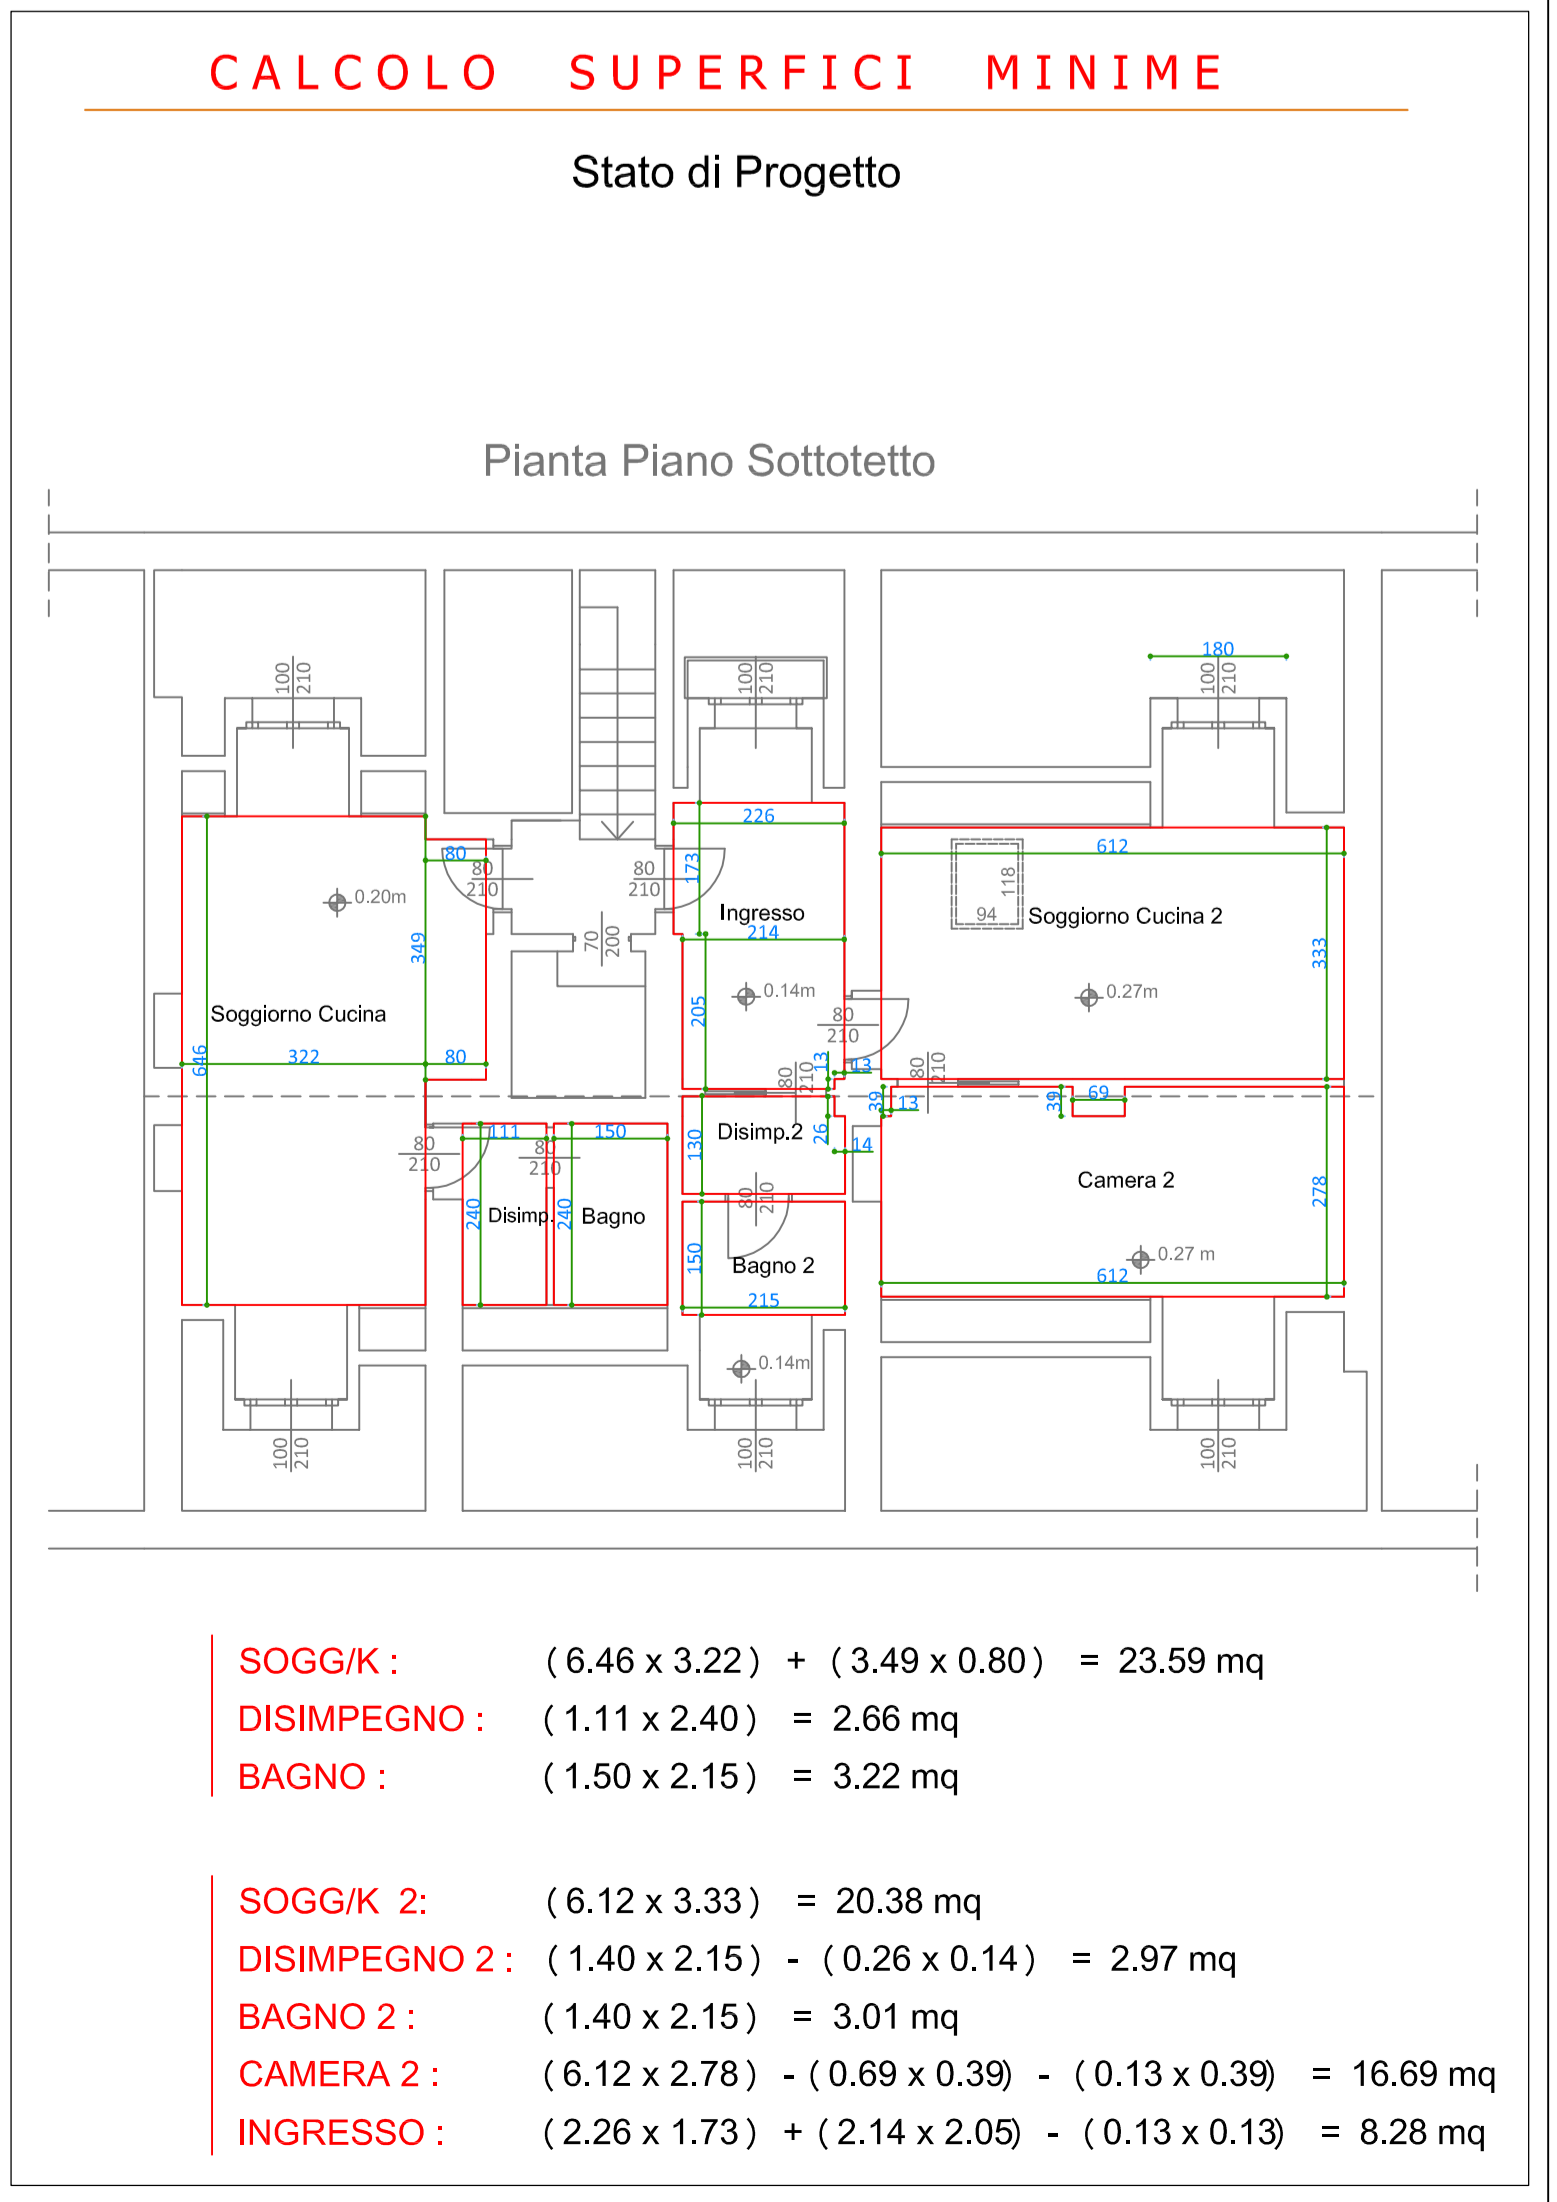 CALCOLO SUPERFICI MINIME
Stato di Progetto
Pianta Piano Sottotetto
180
100
210
100
210
100
210
226
80
80
210
80
210
173
612
118
94
0.20m
Ingresso
Soggiorno Cucina 2
214
349
70
200
333
0.14m
0.27m
Soggiorno Cucina
205
80
210
646
322
80
13
13
80
210
80
210
39
13
39
69
111
150
80
210
80
210
130
Disimp.2
26
14
Camera 2
80
210
278
240
Disimp.
240
Bagno
150
Bagno 2
0.27 m
612
215
0.14m
100
210
100
210
100
210
SOGG/K : ( 6.46 x 3.22 ) + ( 3.49 x 0.80 ) = 23.59 mq
DISIMPEGNO : ( 1.11 x 2.40 ) = 2.66 mq
BAGNO : ( 1.50 x 2.15 ) = 3.22 mq
SOGG/K 2: ( 6.12 x 3.33 ) = 20.38 mq
DISIMPEGNO 2 : ( 1.40 x 2.15 ) - ( 0.26 x 0.14 ) = 2.97 mq
BAGNO 2 : ( 1.40 x 2.15 ) = 3.01 mq
CAMERA 2 : ( 6.12 x 2.78 ) - ( 0.69 x 0.39) - ( 0.13 x 0.39) = 16.69 mq
INGRESSO : ( 2.26 x 1.73 ) + ( 2.14 x 2.05) - ( 0.13 x 0.13) = 8.28 mq